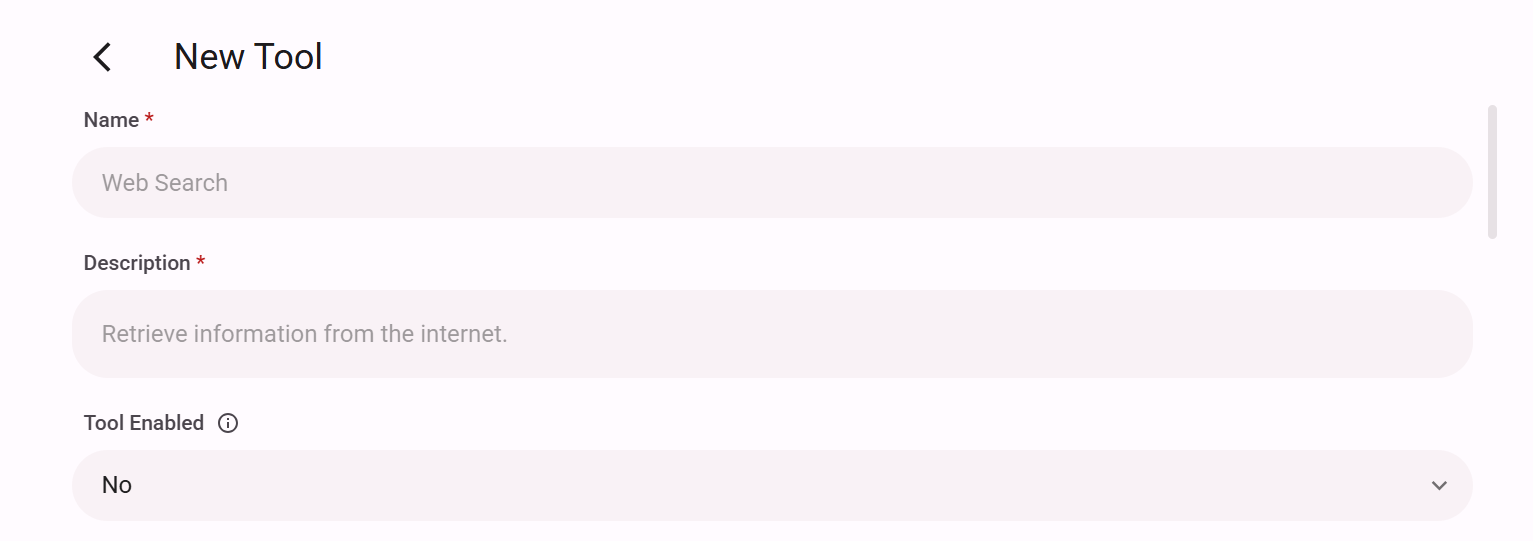 New Tool
Name *
Web Search
Description *
Retrieve information from the internet.
Tool Enabled
No